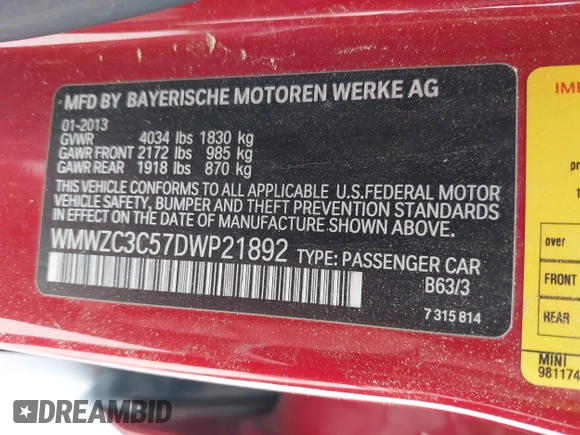 MFD BY BAYERISCHE MOTOREN WERKE AG
01-2013
GVWR 4034 lbs 1830 kg
GAWR FRONT 2172 lbs 985 kg
GAWR REAR 1918 lbs 870 kg
THIS VEHICLE CONFORMS TO ALL APPLICABLE U.S.FEDERAL MOTOR
VEHICLE SAFETY, BUMPER AND THEFT PREVENTION STANDARDS
IN EFFECT ON THE DATE OF MANUFACTURE SHOWN ABOVE.
WMWZC3C57DWP21892 TYPE: PASSENGER CAR
B63/3
7 315 814
over
FRONT
REAR
MINI
981174
DREAMBID